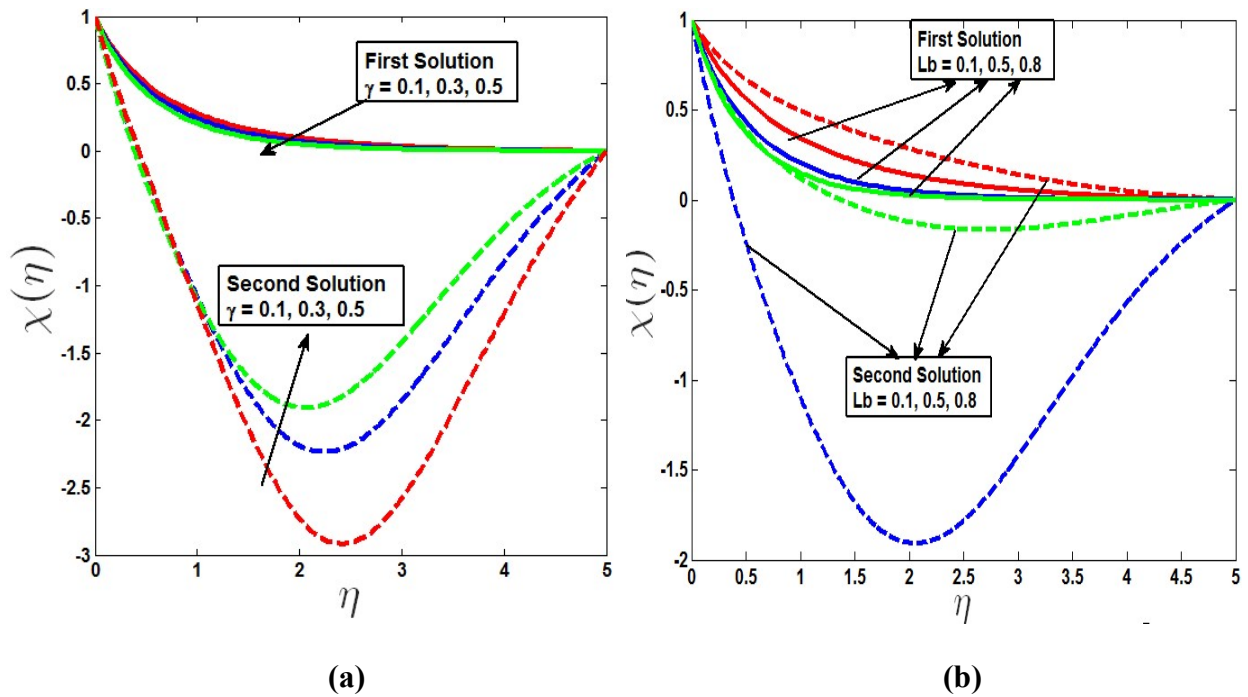 1
0.5
0
-0.5
-1
-1.5
-2
-2.5
-3
χ(η)
First Solution
γ = 0.1, 0.3, 0.5
Second Solution
γ = 0.1, 0.3, 0.5
0
1
2
3
4
5
η
(a)
1
0.5
0
-0.5
-1
-1.5
-2
χ(η)
First Solution
Lb = 0.1, 0.5, 0.8
Second Solution
Lb = 0.1, 0.5, 0.8
0
0.5
1
1.5
2
2.5
3
3.5
4
4.5
5
η
(b)